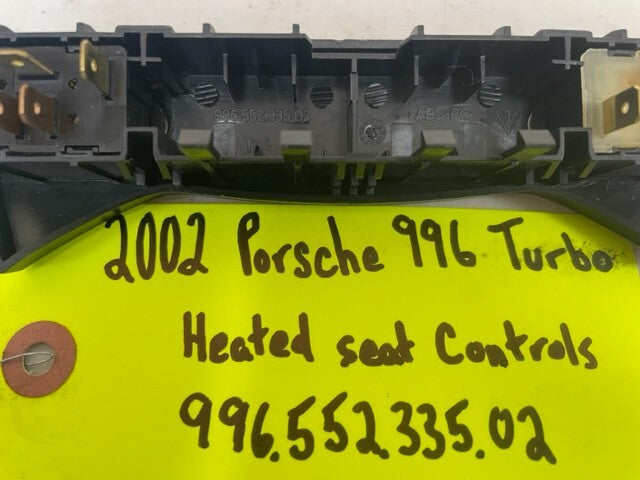 996.552.335.02
ABS-PC
2002 Porsche 996 Turbo
Heated seat Controls
996.552.335.02